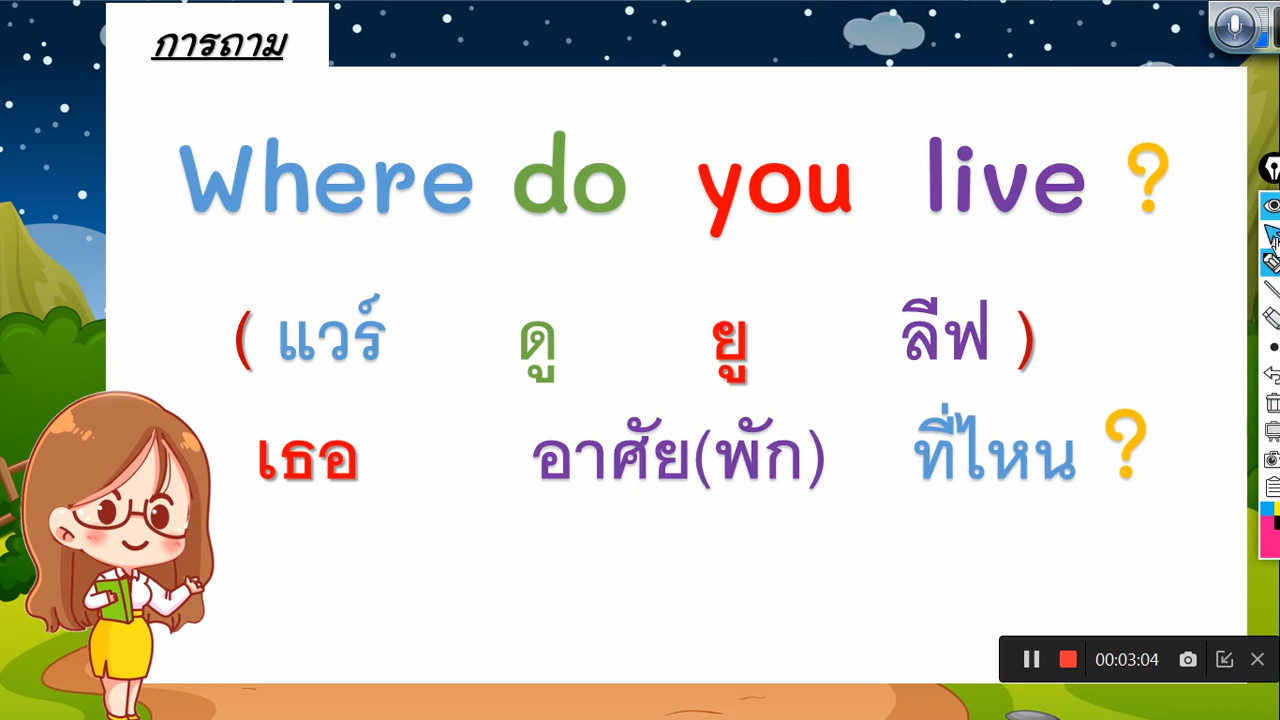 การถาม
Where do you live ?
( แวร์ ดู ยู ลีฟ )
เธอ อาศัย(พัก) ที่ไหน ?
00:03:04